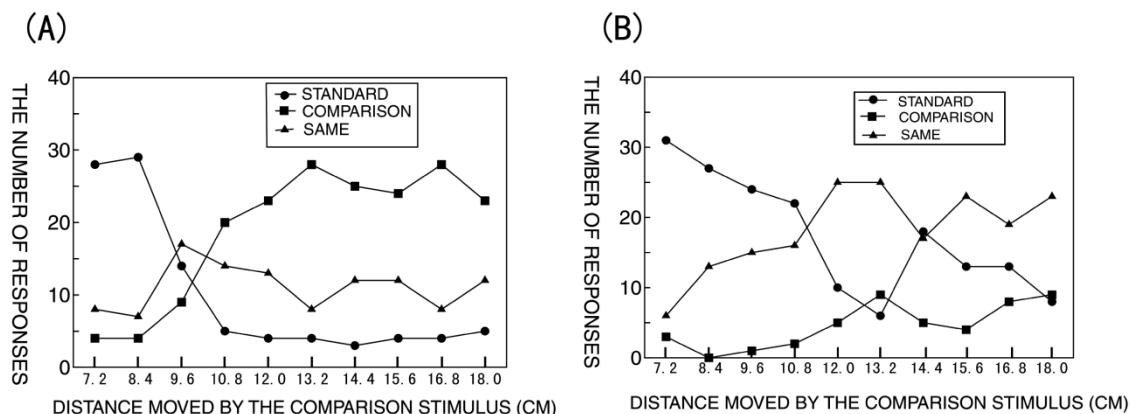 (A)
THE NUMBER OF RESPONSES
40
30
20
10
0
STANDARD
COMPARISON
SAME
7.2 8.4 9.6 10.8 12.0 13.2 14.4 15.6 16.8 18.0
DISTANCE MOVED BY THE COMPARISON STIMULUS (CM)
(B)
THE NUMBER OF RESPONSES
40
30
20
10
0
STANDARD
COMPARISON
SAME
7.2 8.4 9.6 10.8 12.0 13.2 14.4 15.6 16.8 18.0
DISTANCE MOVED BY THE COMPARISON STIMULUS (CM)